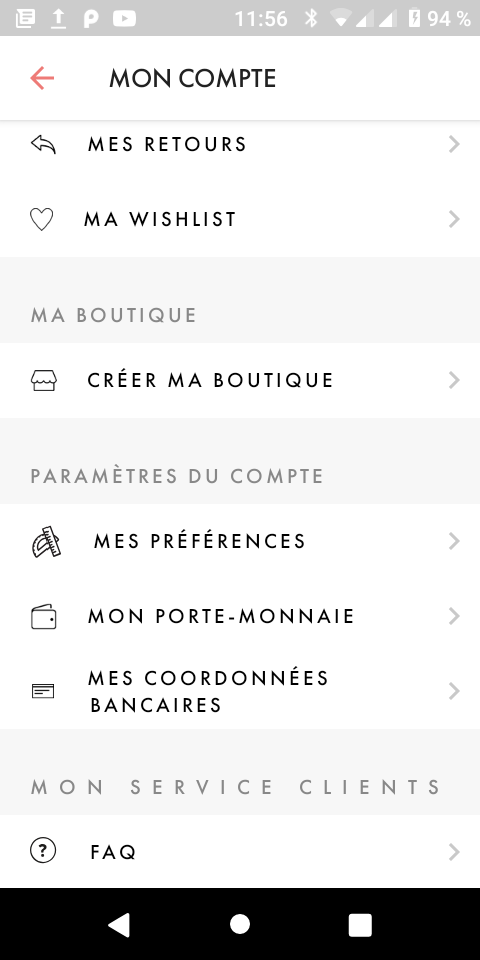 11:56 94 %
MON COMPTE
MES RETOURS
MA WISHLIST
MA BOUTIQUE
CRÉER MA BOUTIQUE
PARAMÈTRES DU COMPTE
MES PRÉFÉRENCES
MON PORTE-MONNAIE
MES COORDONNÉES
BANCAIRES
MON SERVICE CLIENTS
FAQ